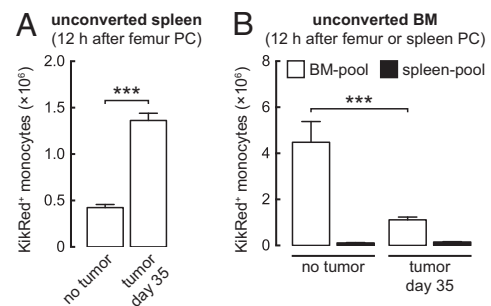 A unconverted spleen
(12 h after femur PC)
KikRed⁺ monocytes (×10⁶)
2.0
1.5
1.0
0.5
0
***
no tumor
tumor
day 35
B unconverted BM
(12 h after femur or spleen PC)
BM-pool spleen-pool
KikRed⁺ monocytes (×10⁶)
8
6
4
2
0
***
no tumor
tumor
day 35